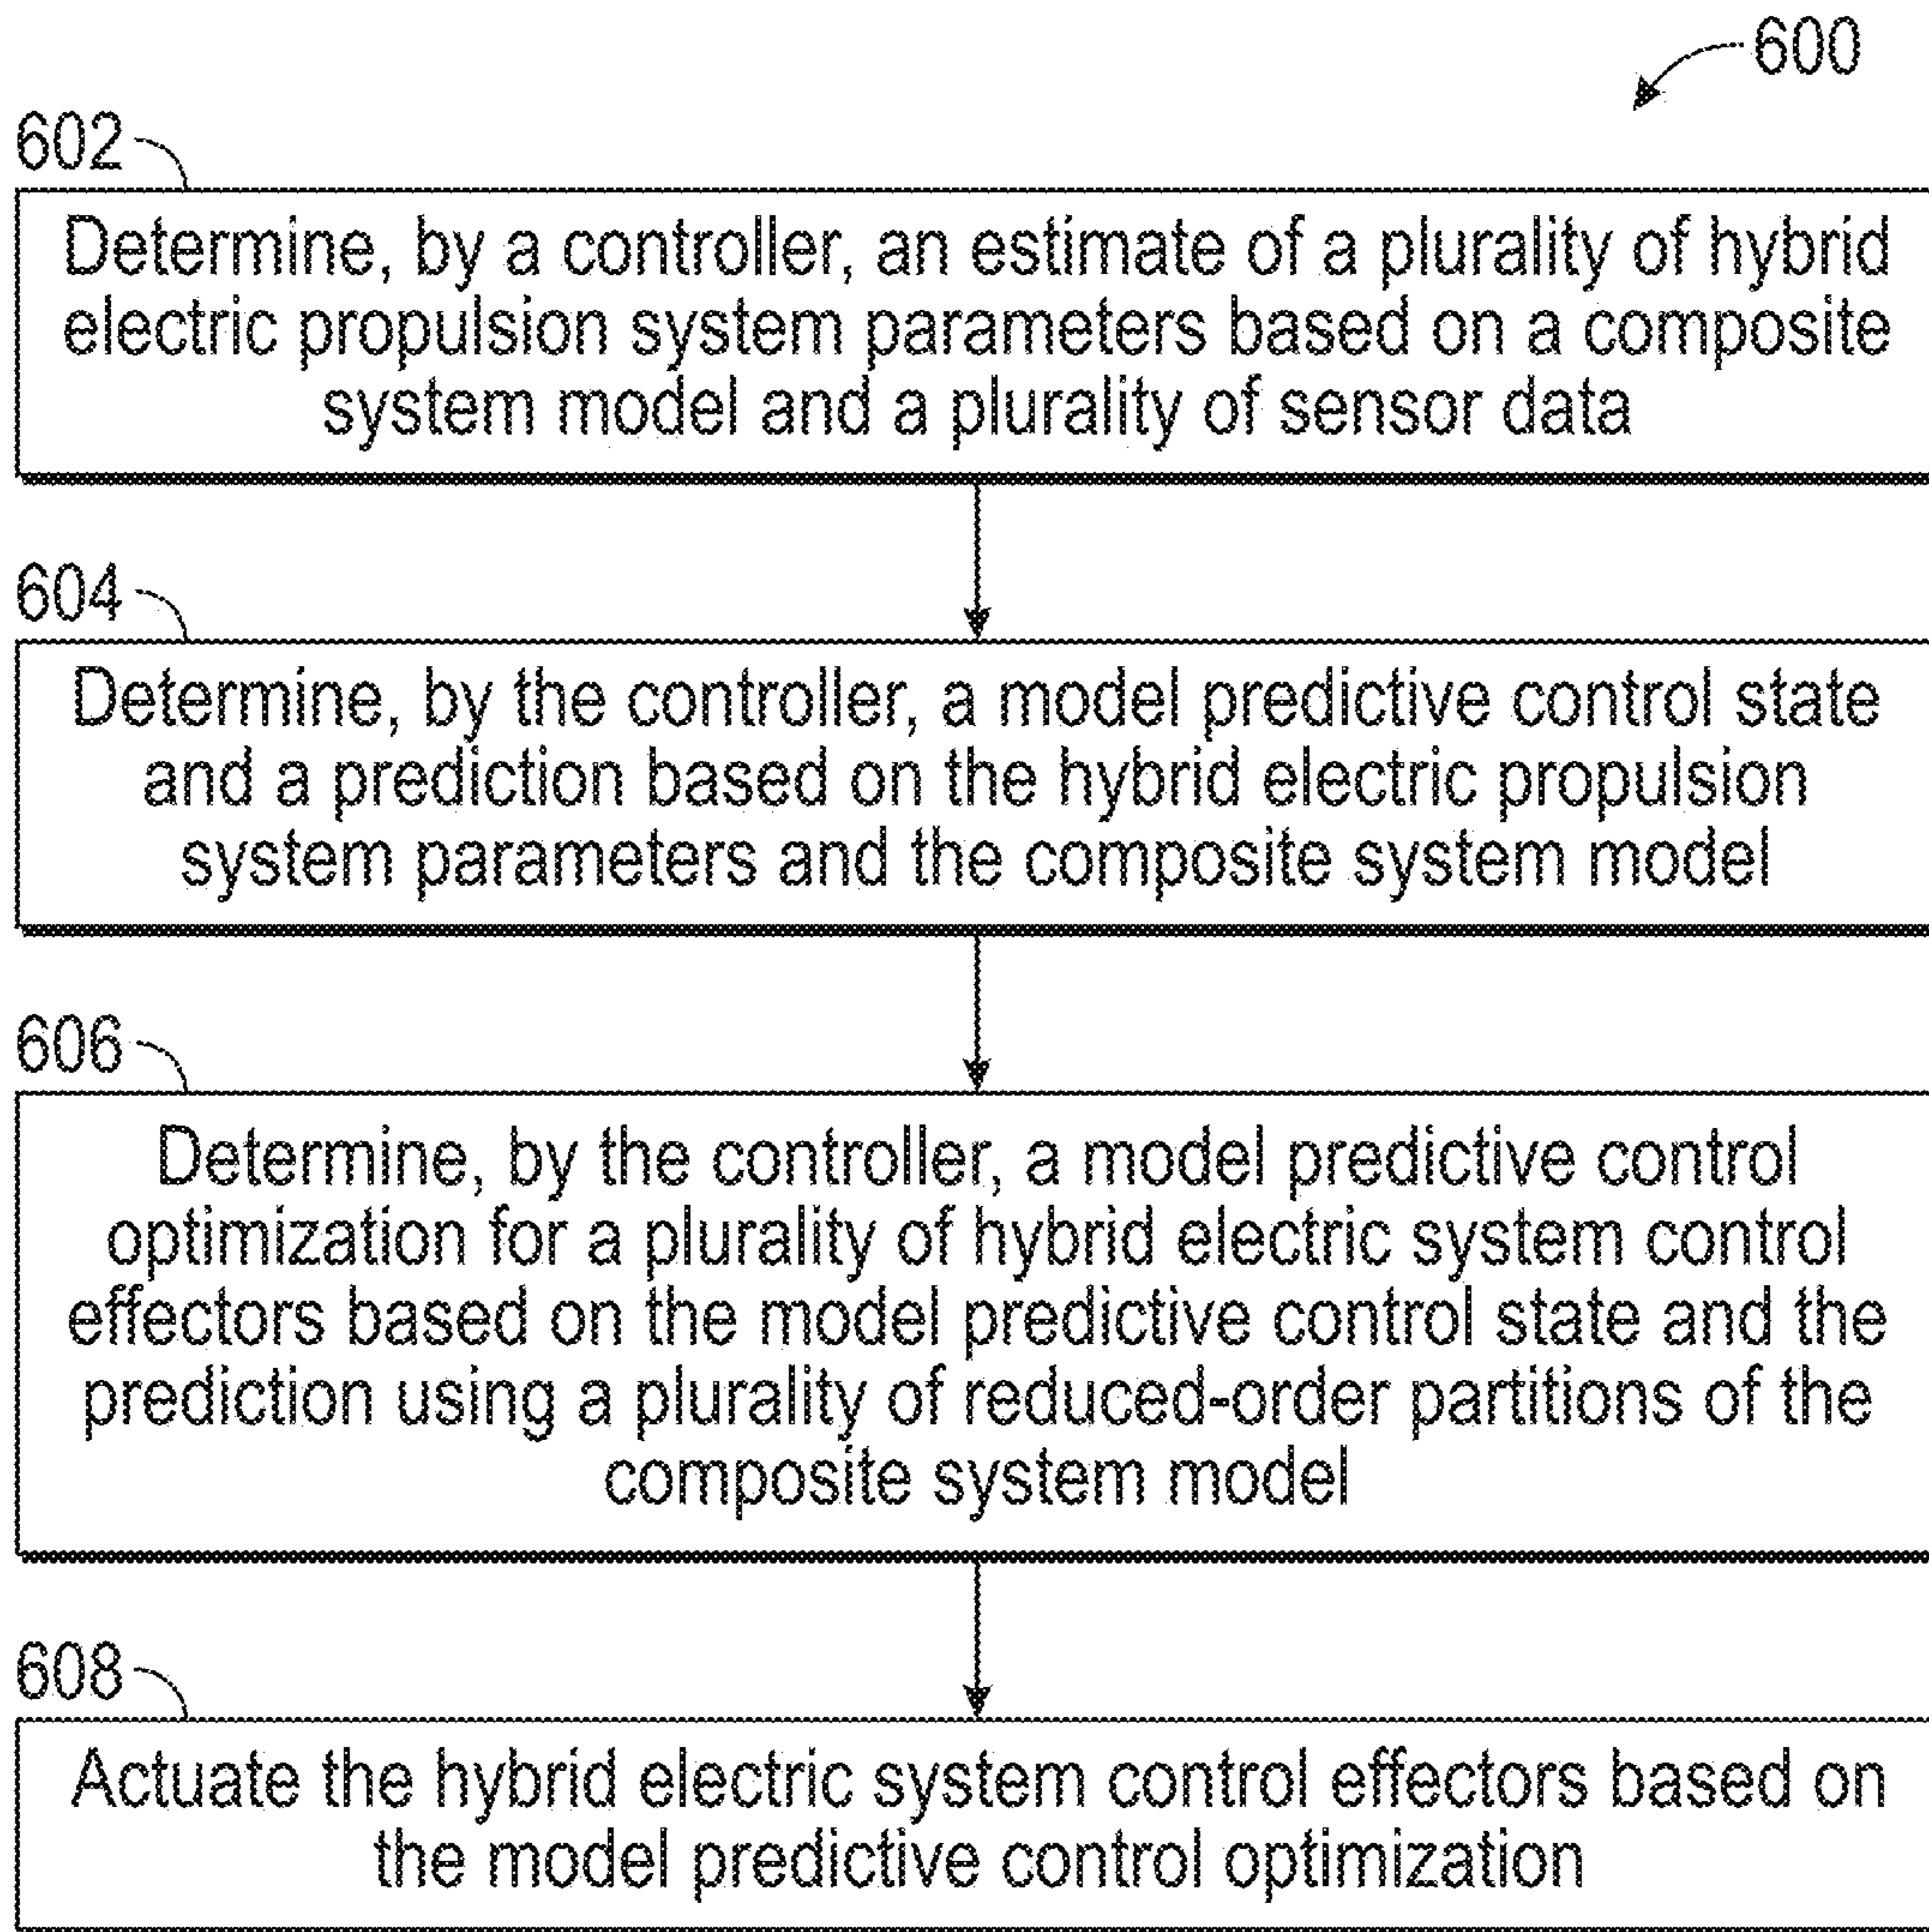 600
602
Determine, by a controller, an estimate of a plurality of hybrid
electric propulsion system parameters based on a composite
system model and a plurality of sensor data
604
Determine, by the controller, a model predictive control state
and a prediction based on the hybrid electric propulsion
system parameters and the composite system model
606
Determine, by the controller, a model predictive control
optimization for a plurality of hybrid electric system control
effectors based on the model predictive control state and the
prediction using a plurality of reduced-order partitions of the
composite system model
608
Actuate the hybrid electric system control effectors based on
the model predictive control optimization